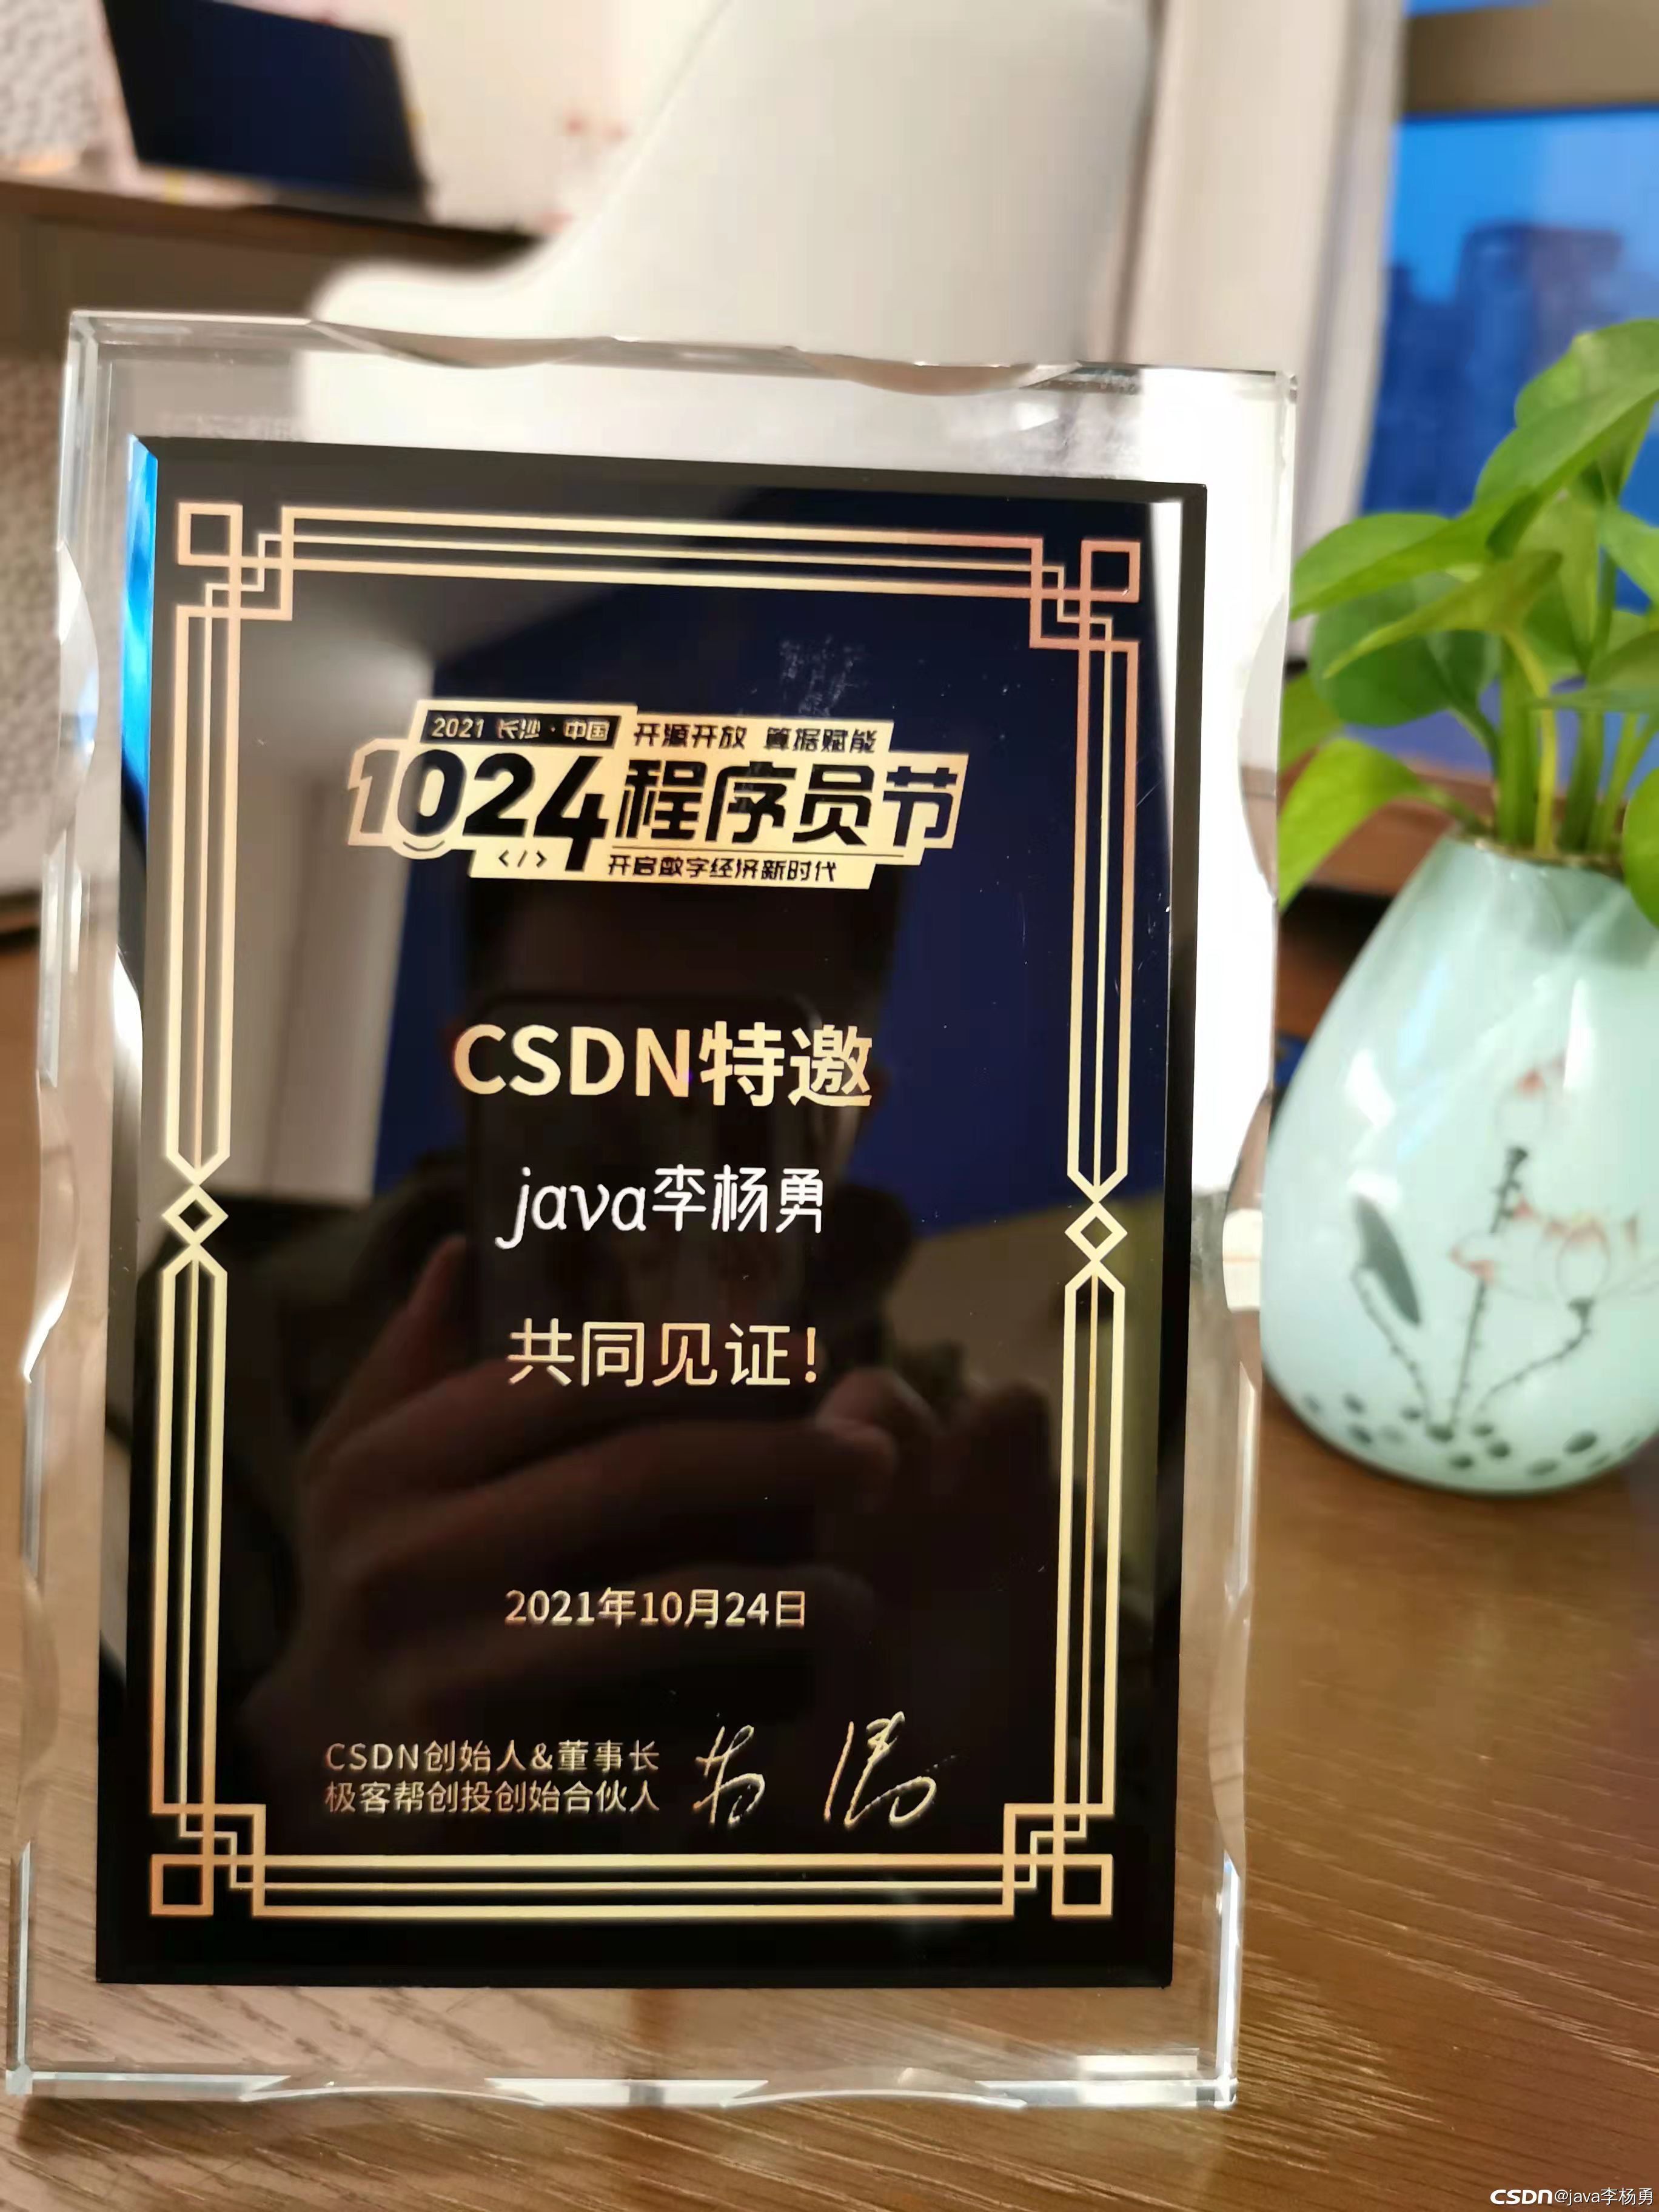 2021 长沙·中国 开源开放 算据赋能
1024程序员节
</> 开启数字经济新时代
CSDN特邀
java李杨勇
共同见证!
2021年10月24日
CSDN创始人&董事长
极客帮创投创始合伙人
CSDN @java李杨勇